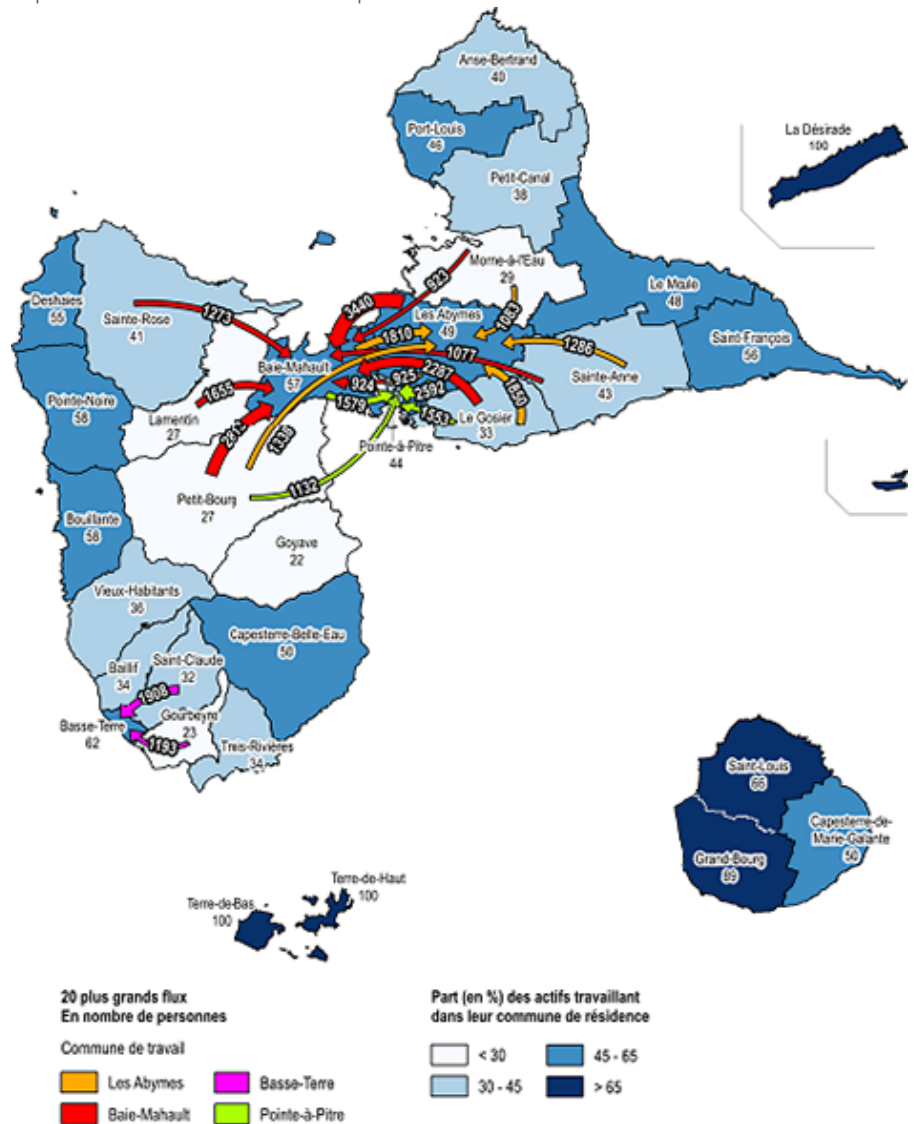 Anse-Bertrand
40
Port-Louis
46
La Désirade
100
Petit-Canal
38
Morne-à-l'Eau
29
923
Le Moule
48
Deshaies
55
Sainte-Rose
41
1273
3440
Les Abymes
49
1810
1083
Saint-François
56
1286
1077
Baie-Mahault
57
2287
Sainte-Anne
43
925
924
2592
1850
Pointe-Noire
58
1655
1579
1553
Le Gosier
33
Lamentin
27
1336
Pointe-à-Pitre
44
Petit-Bourg
27
1132
Bouillante
58
Goyave
22
Vieux-Habitants
36
Capesterre-Belle-Eau
50
Baillif
34
Saint-Claude
32
1908
Gourbeyre
23
Basse-Terre
62
1193
Trois-Rivières
34
Saint-Louis
66
Capesterre-de-
Marie-Galante
50
Grand-Bourg
89
Terre-de-Haut
100
Terre-de-Bas
100
20 plus grands flux
En nombre de personnes
Commune de travail
Les Abymes
Basse-Terre
Baie-Mahault
Pointe-à-Pitre
Part (en %) des actifs travaillant
dans leur commune de résidence
< 30
45 - 65
30 - 45
> 65